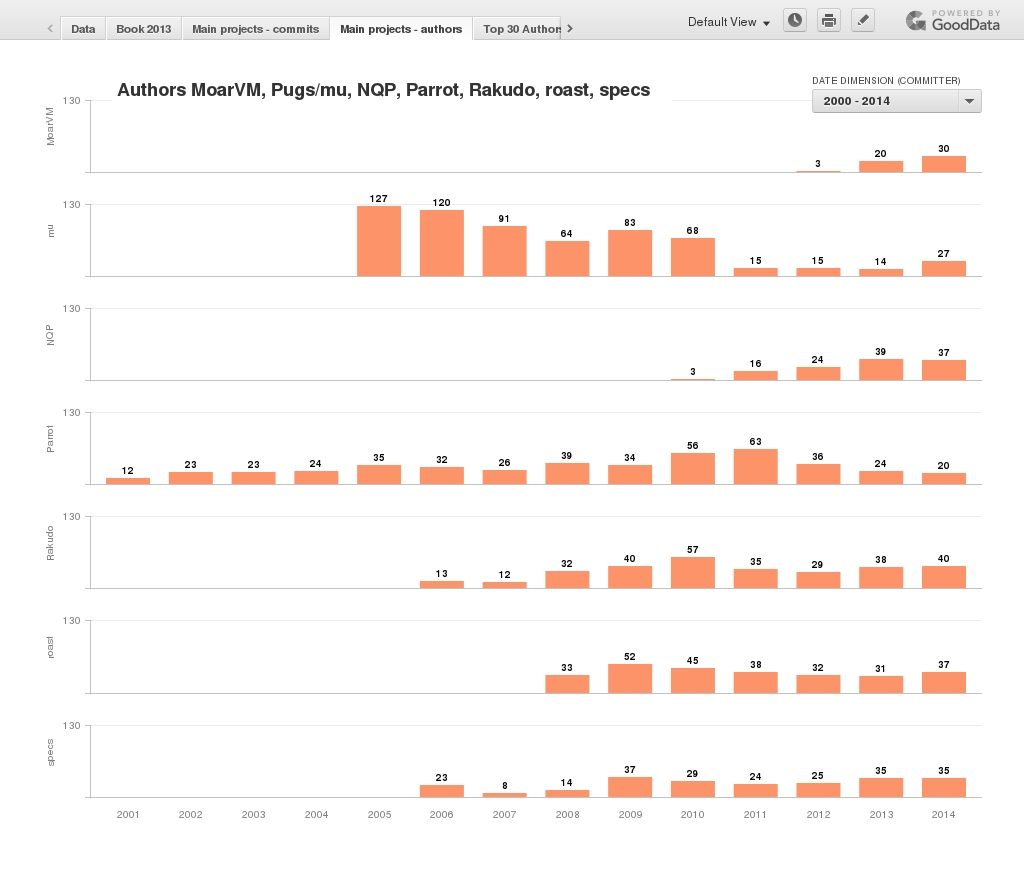 Data Book 2013 Main projects - commits Main projects - authors Top 30 Author Default View POWERED BY
GoodData
DATE DIMENSION (COMMITTER)
Authors MoarVM, Pugs/mu, NQP, Parrot, Rakudo, roast, specs
2000 - 2014
130
MoarVM
3 20 30
130
mu
127 120 91 64 83 68 15 15 14 27
130
NQP
3 16 24 39 37
130
Parrot
12 23 23 24 35 32 26 39 34 56 63 36 24 20
130
Rakudo
13 12 32 40 57 35 29 38 40
130
roast
33 52 45 38 32 31 37
130
specs
23 8 14 37 29 24 25 35 35
2001 2002 2003 2004 2005 2006 2007 2008 2009 2010 2011 2012 2013 2014